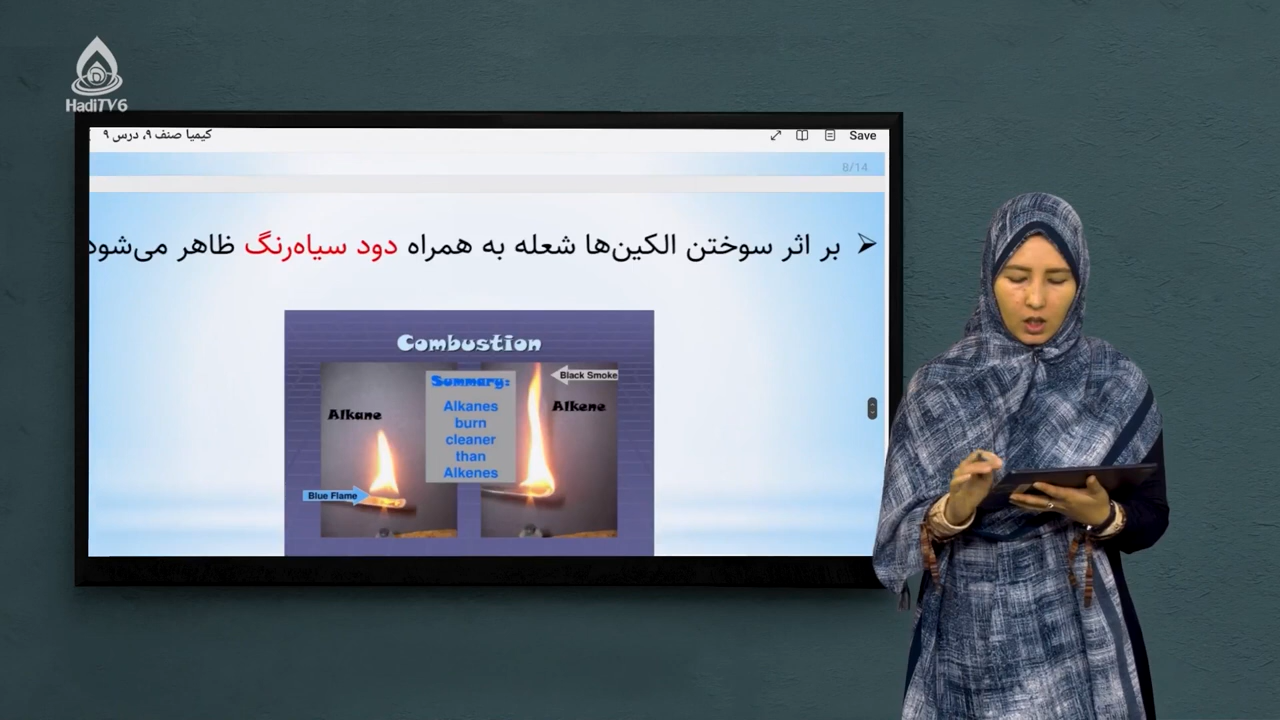 HadiTV6
کیمیا صنف ۹، درس ۹
Save
8/14
➢ بر اثر سوختن الکین‌ها شعله به همراه دود سیاه‌رنگ ظاهر می‌شود
Combustion
Summary:
Alkanes
burn
cleaner
than
Alkenes
Alkane
Blue Flame
Black Smoke
Alkene